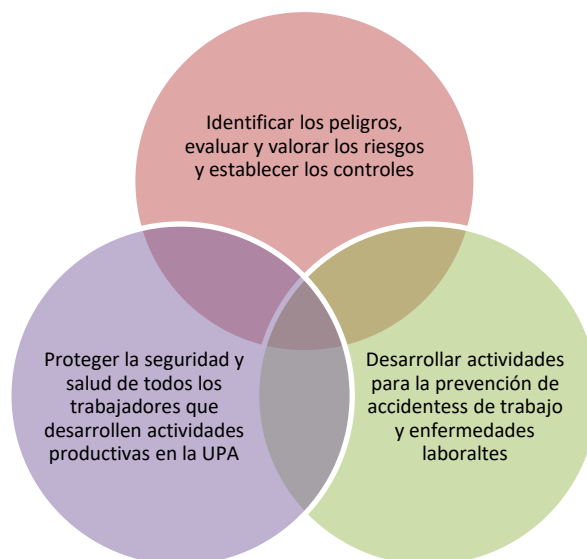 Identificar los peligros,
evaluar y valorar los riesgos
y establecer los controles
Proteger la seguridad y
salud de todos los
trabajadores que
desarrollen actividades
productivas en la UPA
Desarrollar actividades
para la prevención de
accidentess de trabajo
y enfermedades
laboraltes